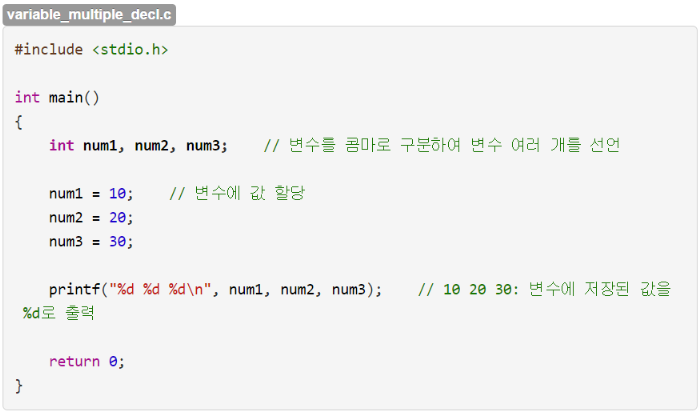 variable_multiple_decl.c
#include <stdio.h>
int main()
{
int num1, num2, num3;    // 변수를 콤마로 구분하여 변수 여러 개를 선언
num1 = 10;    // 변수에 값 할당
num2 = 20;
num3 = 30;
printf("%d %d %d\n", num1, num2, num3);    // 10 20 30: 변수에 저장된 값을
%d로 출력
return 0;
}